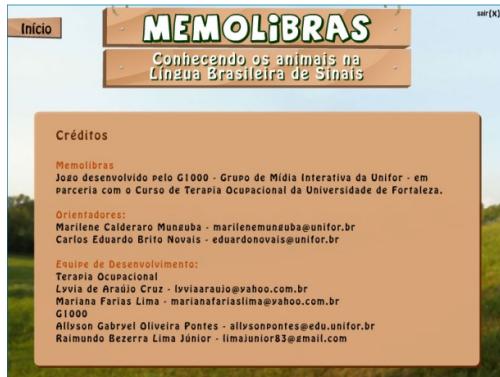 Início
MEMOLiBRAS
sair(X)
Conhecendo os animais na
Língua Brasileira de Sinais
Créditos
Memolibras
Jogo desenvolvido pelo G1000 - Grupo de Mídia Interativa da Unifor - em
parceria com o Curso de Terapia Ocupacional da Universidade de Fortaleza.
Orientadores:
Marilene Calderaro Munguba - marilenemunguba@unifor.br
Carlos Eduardo Brito Novais - eduardonovais@unifor.br
Equipe de Desenvolvimento:
Terapia Ocupacional
Lyvia de Araújo Cruz - lyviaaraujo@yahoo.com.br
Mariana Farias Lima - marianafariaslima@yahoo.com.br
G1000
Allyson Gabryel Oliveira Pontes - allysonpontes@edu.unifor.br
Raimundo Bezerra Lima Júnior - limajunior83@gmail.com